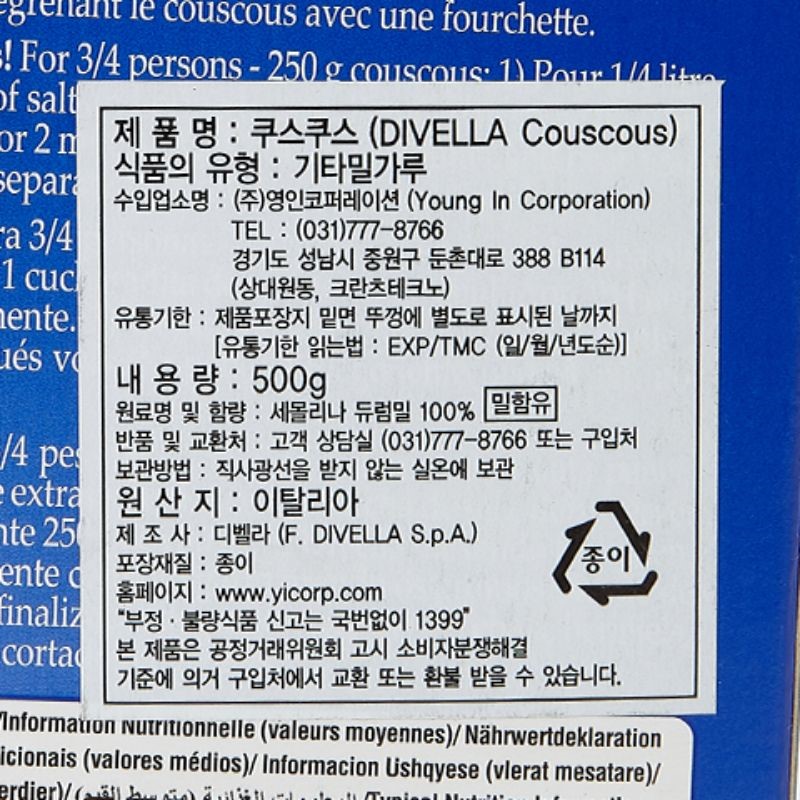 le couscous avec une fourchette.
! For 3/4 persons - 250 g couscous: 1) Pour 1/4 litre
of salt
or 2
제 품 명 : 쿠스쿠스 (DIVELLA Couscous)
식품의 유형 : 기타밀가루
수입업소명 : (주)영인코퍼레이션 (Young In Corporation)
TEL : (031)777-8766
경기도 성남시 중원구 둔촌대로 388 B114
(상대원동, 크란츠테크노)
유통기한 : 제품포장지 밑면 뚜껑에 별도로 표시된 날까지
[유통기한 읽는법 : EXP/TMC (일/월/년도순)]
내 용 량 : 500g
원료명 및 함량 : 세몰리나 듀럼밀 100% 밀함유
반품 및 교환처 : 고객 상담실 (031)777-8766 또는 구입처
보관방법 : 직사광선을 받지 않는 실온에 보관
원 산 지 : 이탈리아
제 조 사 : 디벨라 (F. DIVELLA S.p.A.)
포장재질 : 종이
종이
홈페이지 : www.yicorp.com
"부정 · 불량식품 신고는 국번없이 1399"
본 제품은 공정거래위원회 고시 소비자분쟁해결
기준에 의거 구입처에서 교환 또는 환불 받을 수 있습니다.
3/4
1
/4
extra
/Information Nutritionnelle (valeurs moyennes)/ Nährwertdeklaration
icionais (valores médios)/ Informacion Ushqyese (vlerat mesatare)/